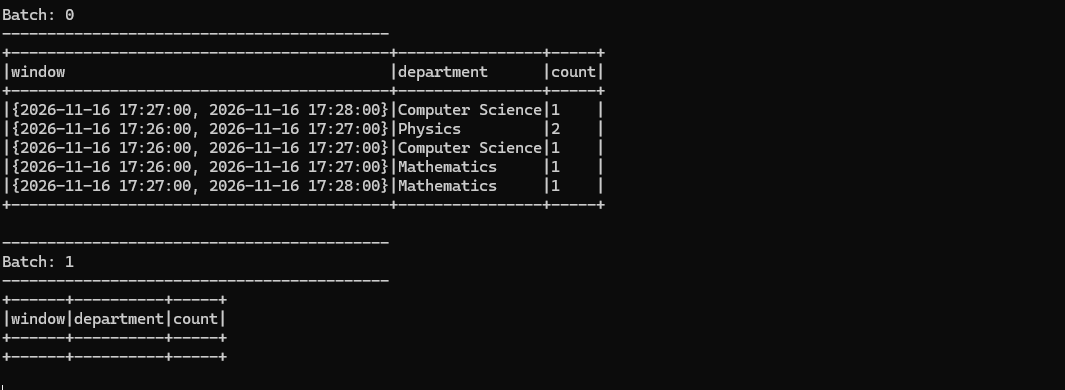 Batch: 0
-------------------------------------------
+------------------------------------------+----------------+-----+
|window                                    |department      |count|
+------------------------------------------+----------------+-----+
|{2026-11-16 17:27:00, 2026-11-16 17:28:00}|Computer Science|1    |
|{2026-11-16 17:26:00, 2026-11-16 17:27:00}|Physics         |2    |
|{2026-11-16 17:26:00, 2026-11-16 17:27:00}|Computer Science|1    |
|{2026-11-16 17:26:00, 2026-11-16 17:27:00}|Mathematics     |1    |
|{2026-11-16 17:27:00, 2026-11-16 17:28:00}|Mathematics     |1    |
+------------------------------------------+----------------+-----+
-------------------------------------------
Batch: 1
-------------------------------------------
+------+----------+-----+
|window|department|count|
+------+----------+-----+
+------+----------+-----+